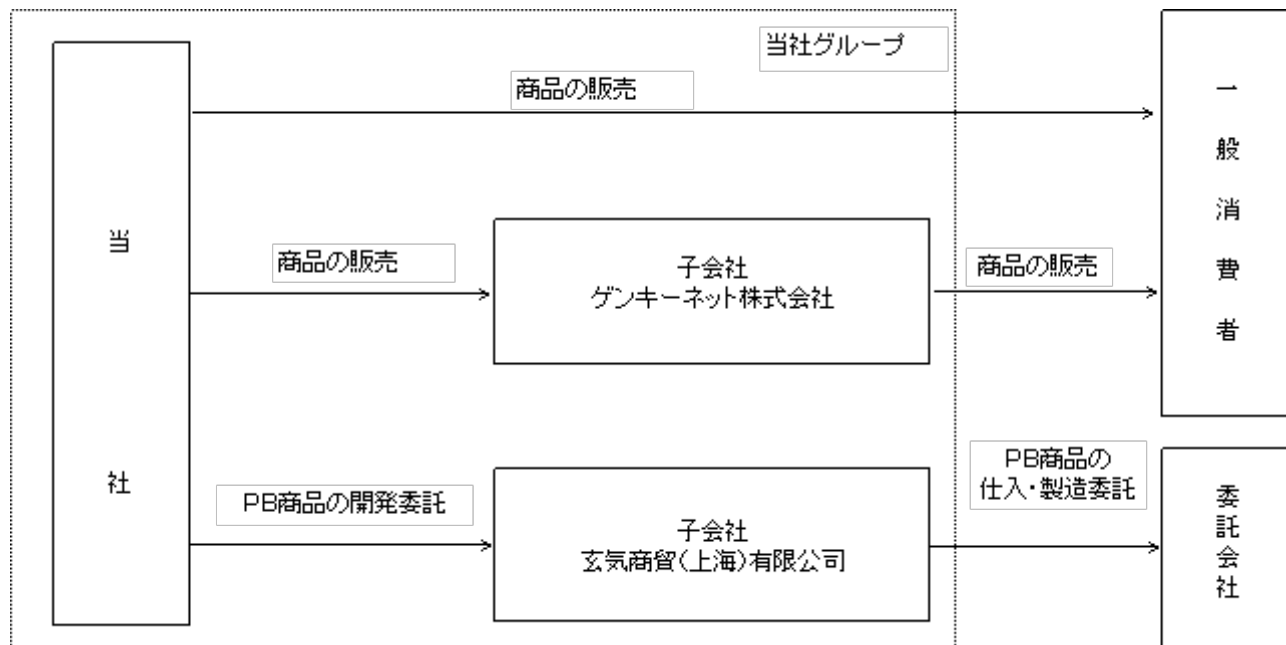 当社グループ
商品の販売
当社
一般消費者
商品の販売
子会社
ゲンキーネット株式会社
商品の販売
PB商品の開発委託
子会社
玄気商貿(上海)有限公司
PB商品の
仕入・製造委託
委託会社